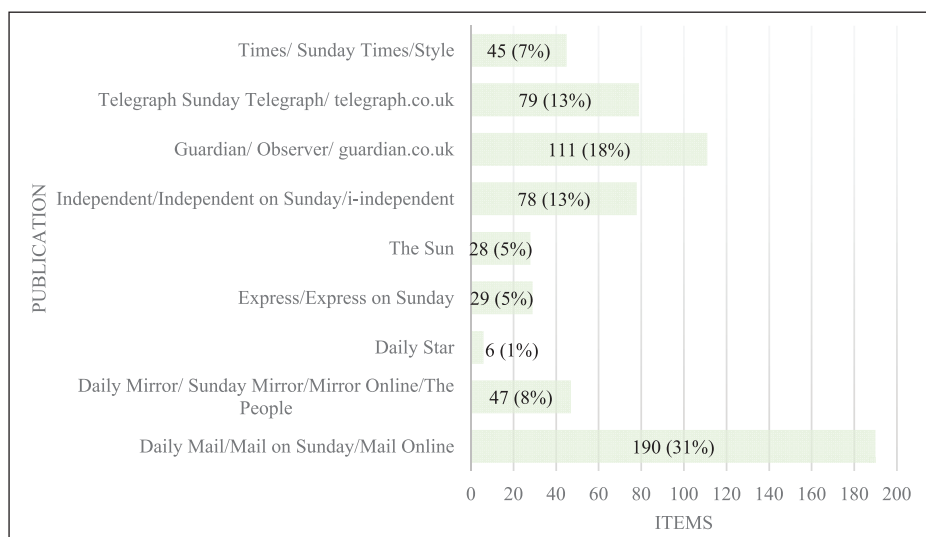 PUBLICATION
Times/ Sunday Times/Style
45 (7%)
Telegraph Sunday Telegraph/ telegraph.co.uk
79 (13%)
Guardian/ Observer/ guardian.co.uk
111 (18%)
Independent/Independent on Sunday/i-independent
78 (13%)
The Sun
28 (5%)
Express/Express on Sunday
29 (5%)
Daily Star
6 (1%)
Daily Mirror/ Sunday Mirror/Mirror Online/The
People
47 (8%)
Daily Mail/Mail on Sunday/Mail Online
190 (31%)
0 20 40 60 80 100 120 140 160 180 200
ITEMS